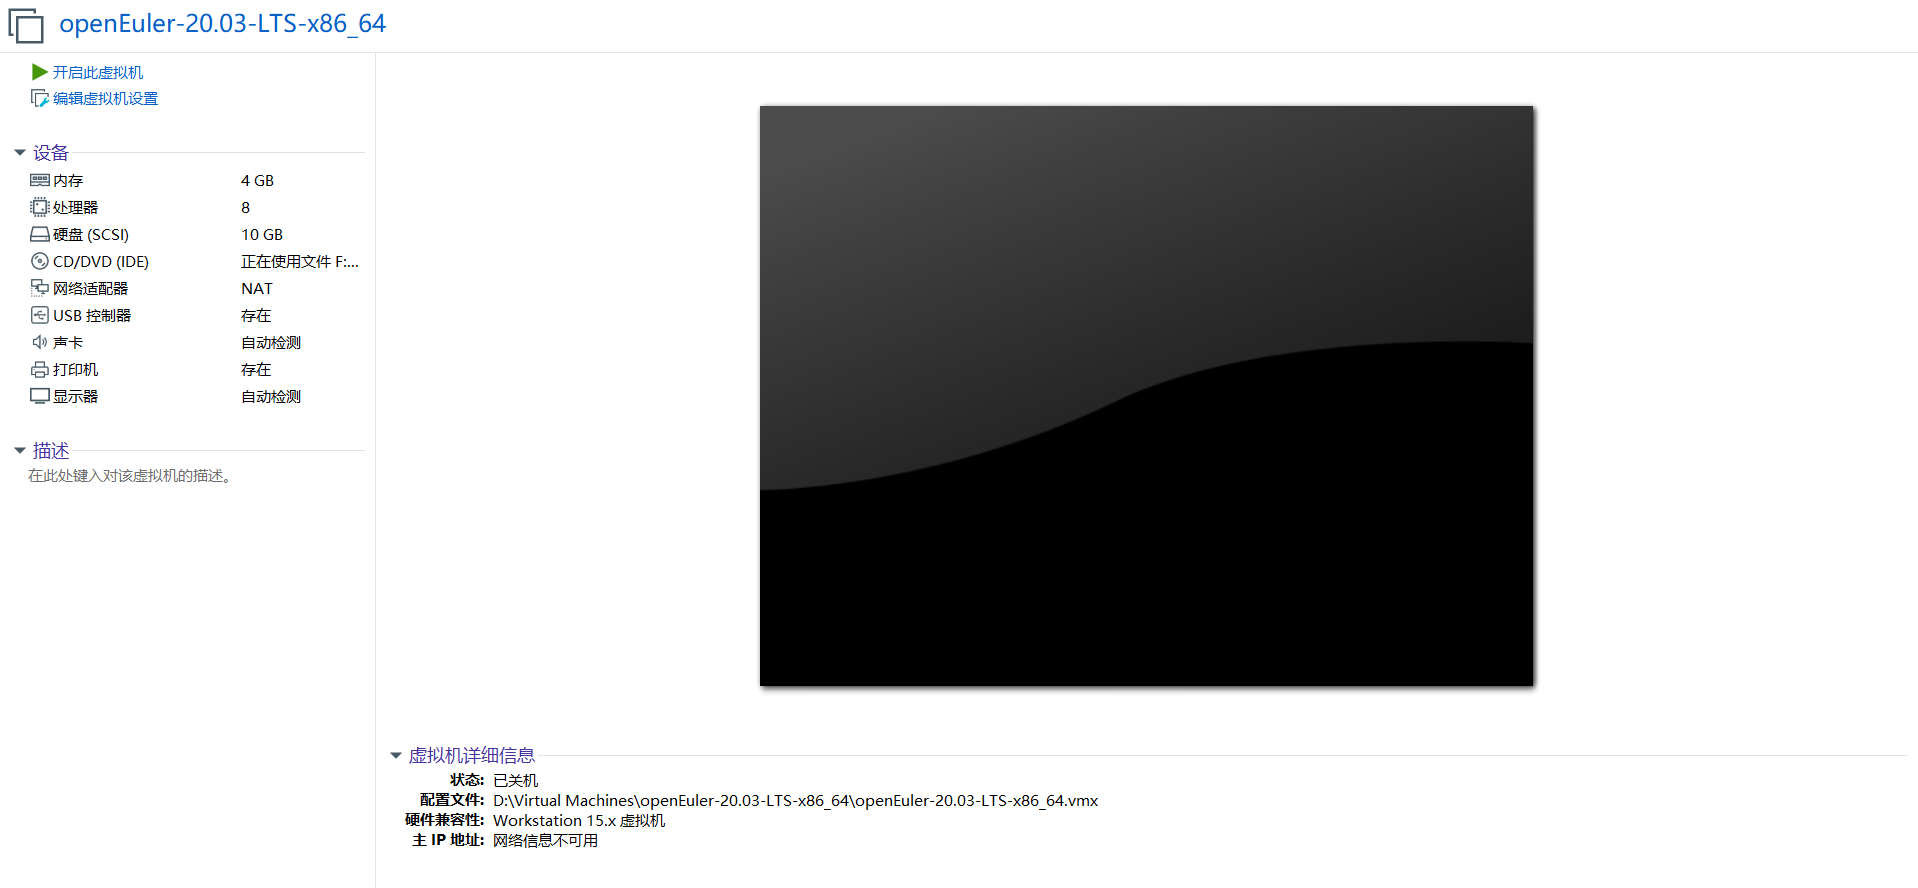 openEuler-20.03-LTS-x86_64
开启此虚拟机
编辑虚拟机设置
设备
内存 4 GB
处理器 8
硬盘 (SCSI) 10 GB
CD/DVD (IDE) 正在使用文件 F:...
网络适配器 NAT
USB 控制器 存在
声卡 自动检测
打印机 存在
显示器 自动检测
描述
在此处键入对该虚拟机的描述。
虚拟机详细信息
状态: 已关机
配置文件: D:\Virtual Machines\openEuler-20.03-LTS-x86_64\openEuler-20.03-LTS-x86_64.vmx
硬件兼容性: Workstation 15.x 虚拟机
主 IP 地址: 网络信息不可用